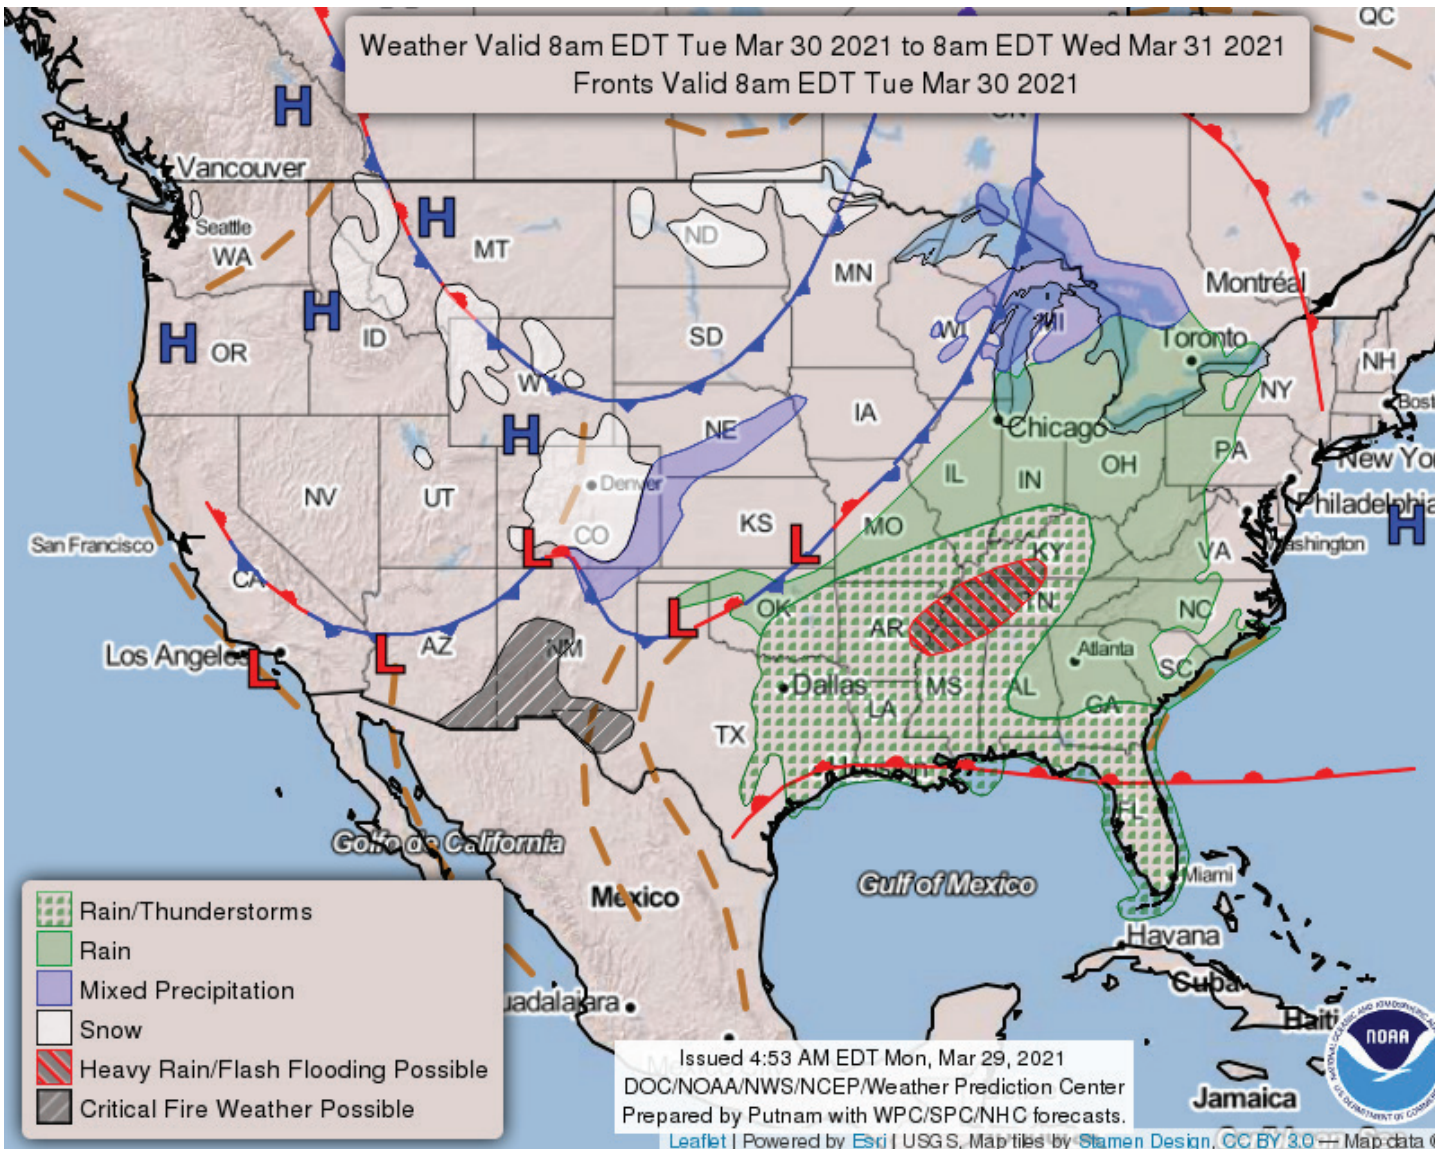 QC
Weather Valid 8am EDT Tue Mar 30 2021 to 8am EDT Wed Mar 31 2021
Fronts Valid 8am EDT Tue Mar 30 2021
H
Vancouver
H
Seattle
WA
MT
ND
MN
Montréal
H
H
OR
ID
SD
WI
MI
Toronto
NH
WY
NY
H
NE
IA
Chicago
PA
NV
UT
Denver
IL
IN
OH
San Francisco
L
CO
KS
L
MO
KY
VA
H
Philadelphia
CA
OK
NC
L
AR
Los Angeles
L
L
AZ
NM
Atlanta
SC
Dallas
MS
AL
LA
GA
TX
FL
Golfo de California
Mexico
Gulf of Mexico
Miami
Havana
Cuba
Rain/Thunderstorms
Rain
Mixed Precipitation
Snow
Heavy Rain/Flash Flooding Possible
Critical Fire Weather Possible
uadalajara
Haiti
NOAA
Jamaica
Issued 4:53 AM EDT Mon, Mar 29, 2021
DOC/NOAA/NWS/NCEP/Weather Prediction Center
Prepared by Putnam with WPC/SPC/NHC forecasts.
Leaflet | Powered by Esri | USGS, Map tiles by Stamen Design, CC BY 3.0 — Map data ©